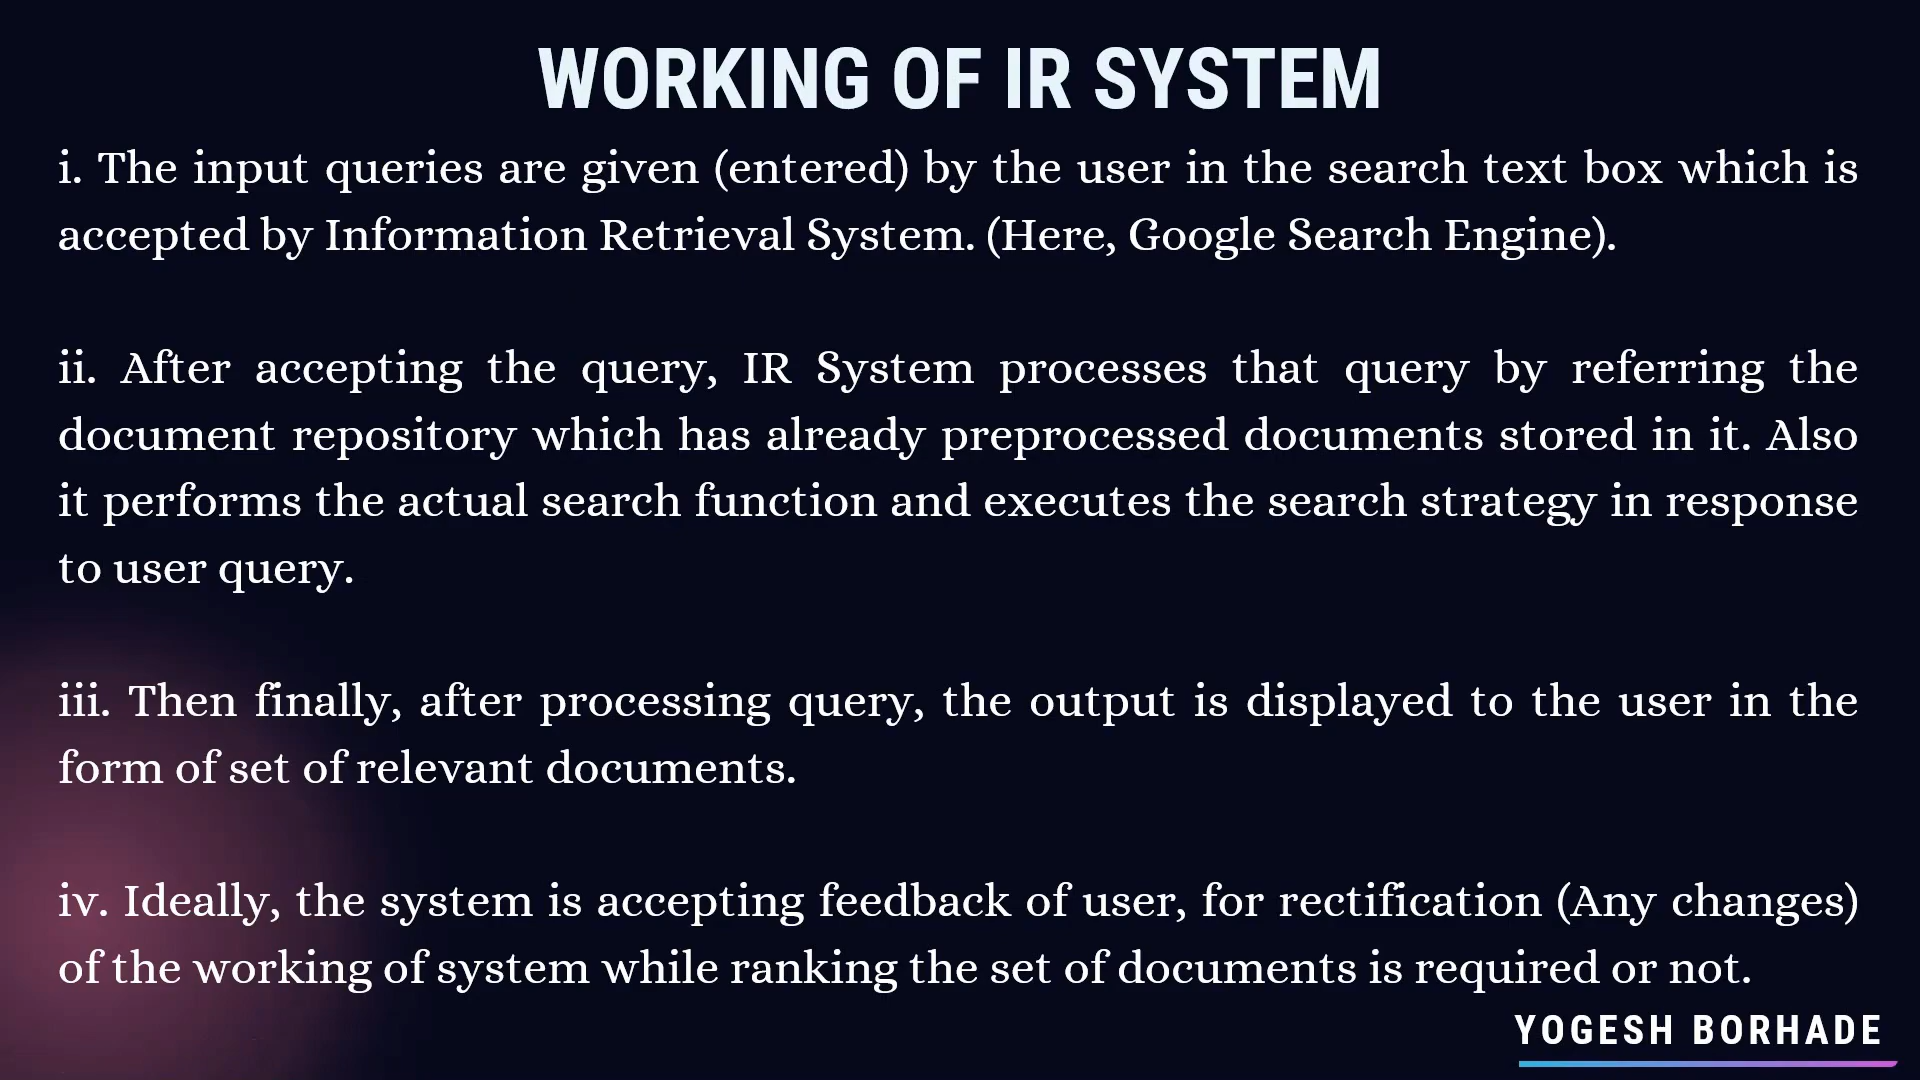 WORKING OF IR SYSTEM
i. The input queries are given (entered) by the user in the search text box which is
accepted by Information Retrieval System. (Here, Google Search Engine).
ii. After accepting the query, IR System processes that query by referring the
document repository which has already preprocessed documents stored in it. Also
it performs the actual search function and executes the search strategy in response
to user query.
iii. Then finally, after processing query, the output is displayed to the user in the
form of set of relevant documents.
iv. Ideally, the system is accepting feedback of user, for rectification (Any changes)
of the working of system while ranking the set of documents is required or not.
YOGESH BORHADE